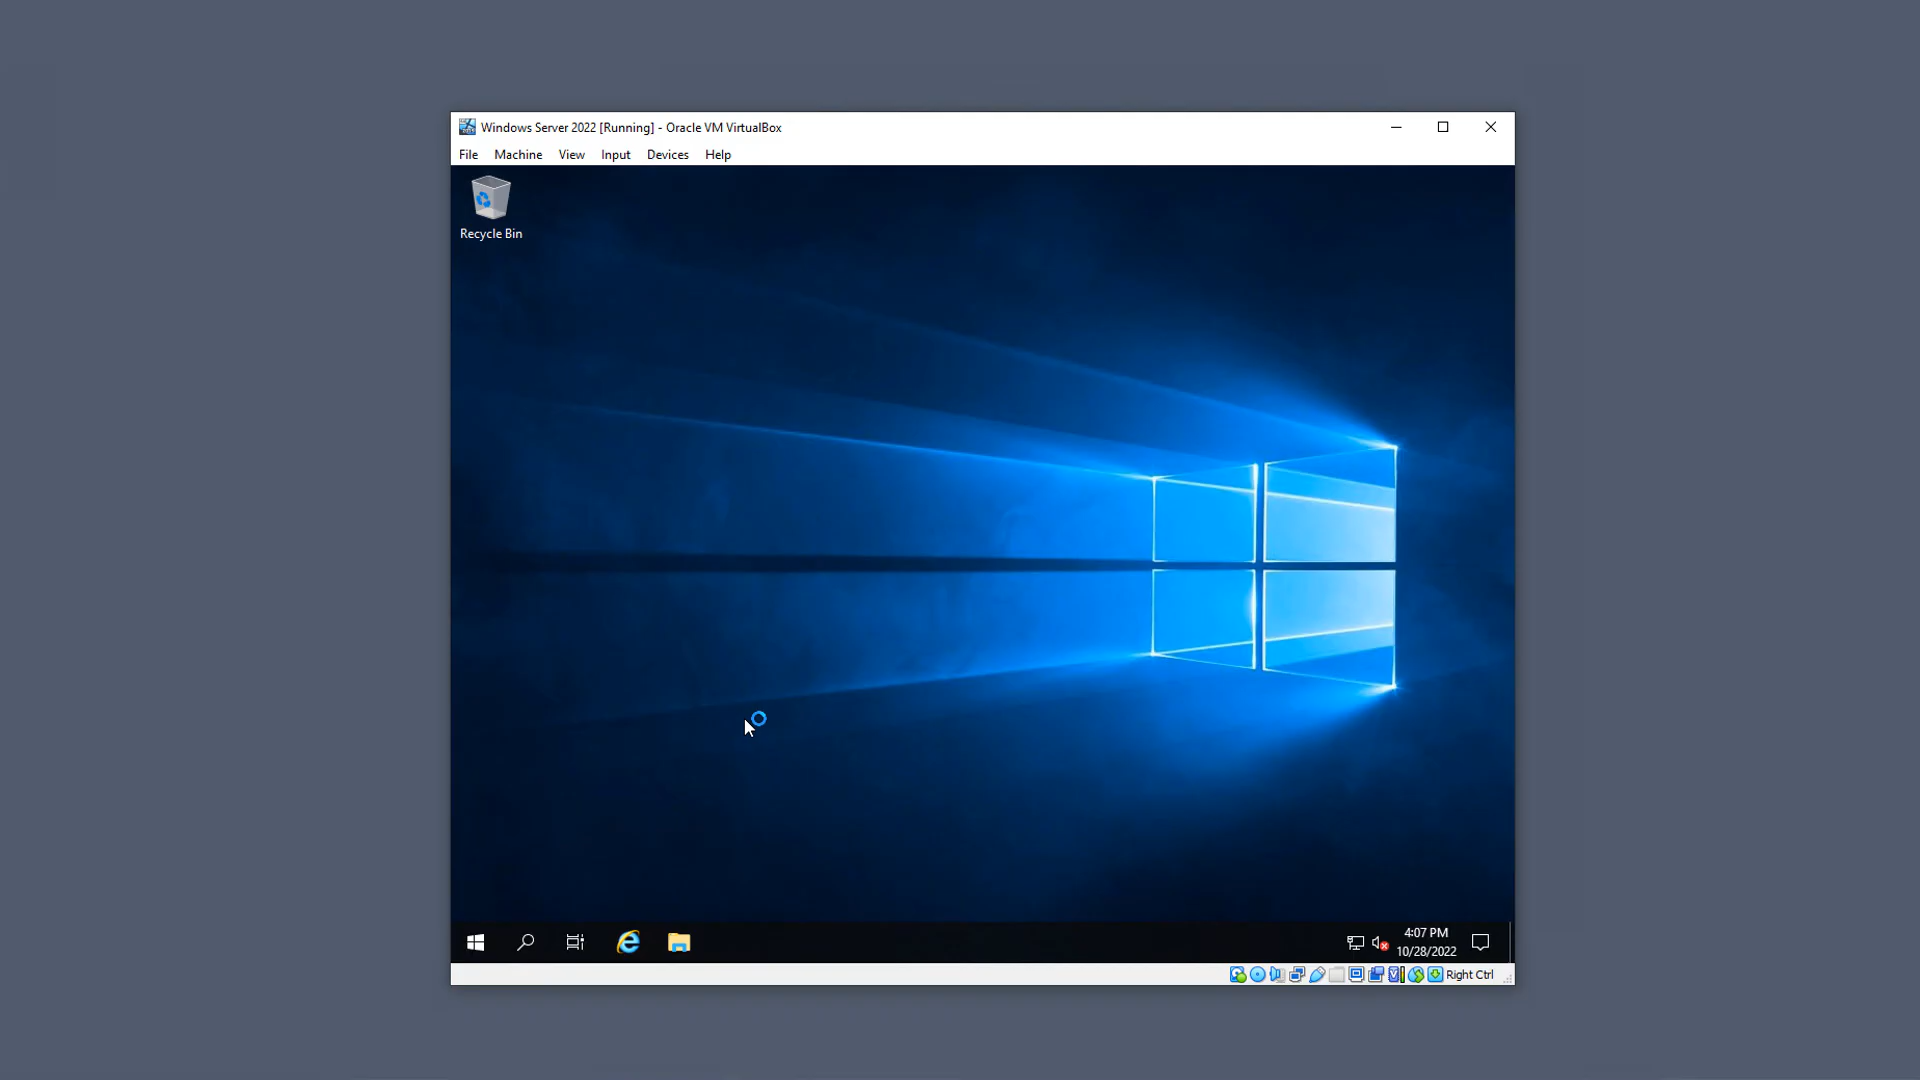 Windows Server 2022 [Running] - Oracle VM VirtualBox
File Machine View Input Devices Help
Recycle Bin
4:07 PM
10/28/2022
Right Ctrl